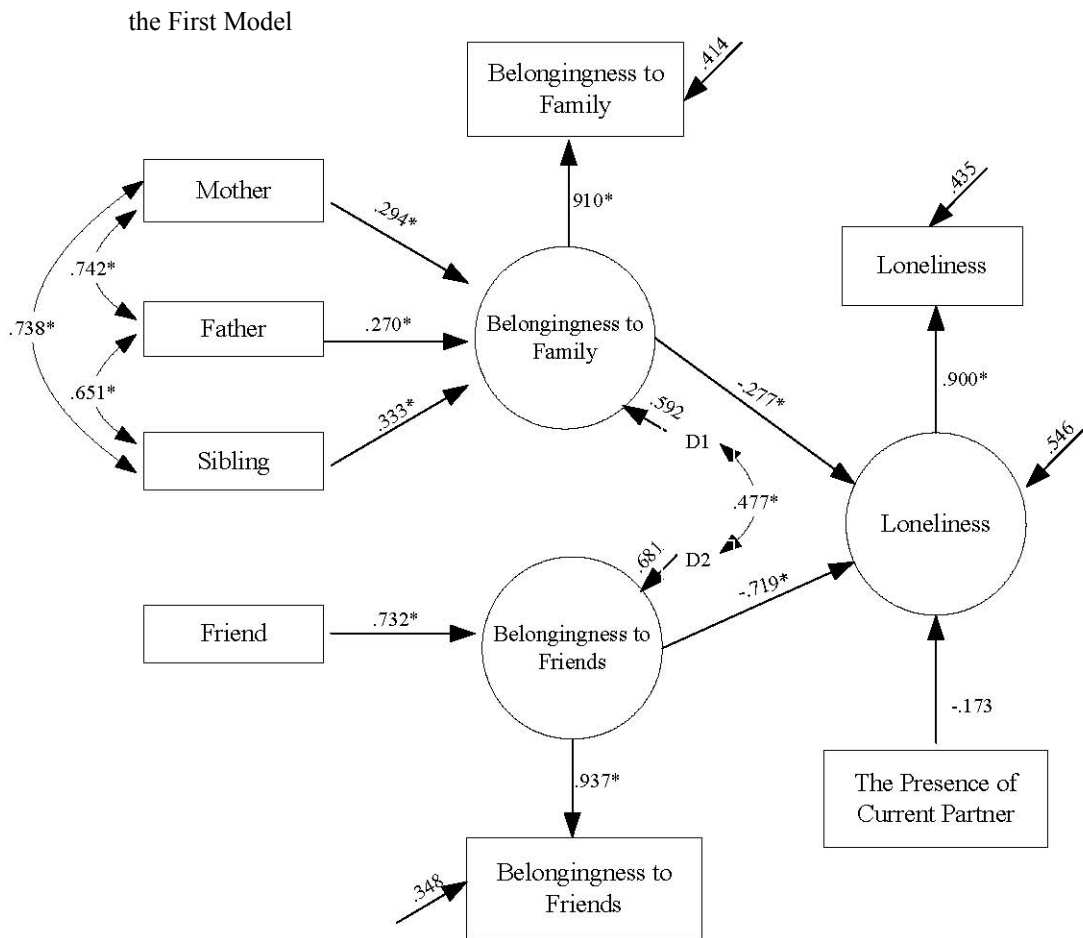 the First Model
Belongingness to
Family
.414
Mother
.294*
910*
.435
Loneliness
.742*
.738*
Father
.270*
Belongingness to
Family
.900*
.651*
.333*
-.277*
.592
D1
.546
Sibling
.477*
Loneliness
.681
D2
-.719*
Friend
.732*
Belongingness to
Friends
-.173
.937*
The Presence of
Current Partner
Belongingness to
Friends
.348